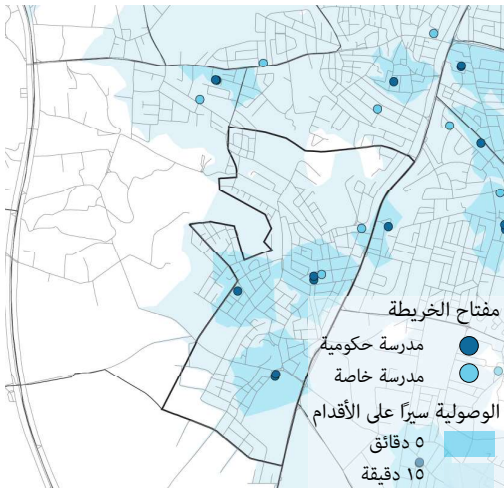 مفتاح الخريطة
مدرسة حكومية
مدرسة خاصة
الوصولية سيرًا على الأقدام
٥ دقائق
١٥ دقيقة